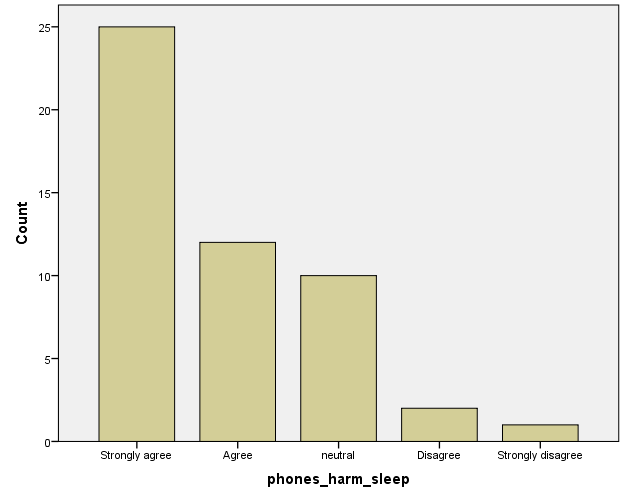 25
20
15
10
5
0
Count
Strongly agree
Agree
neutral
Disagree
Strongly disagree
phones_harm_sleep